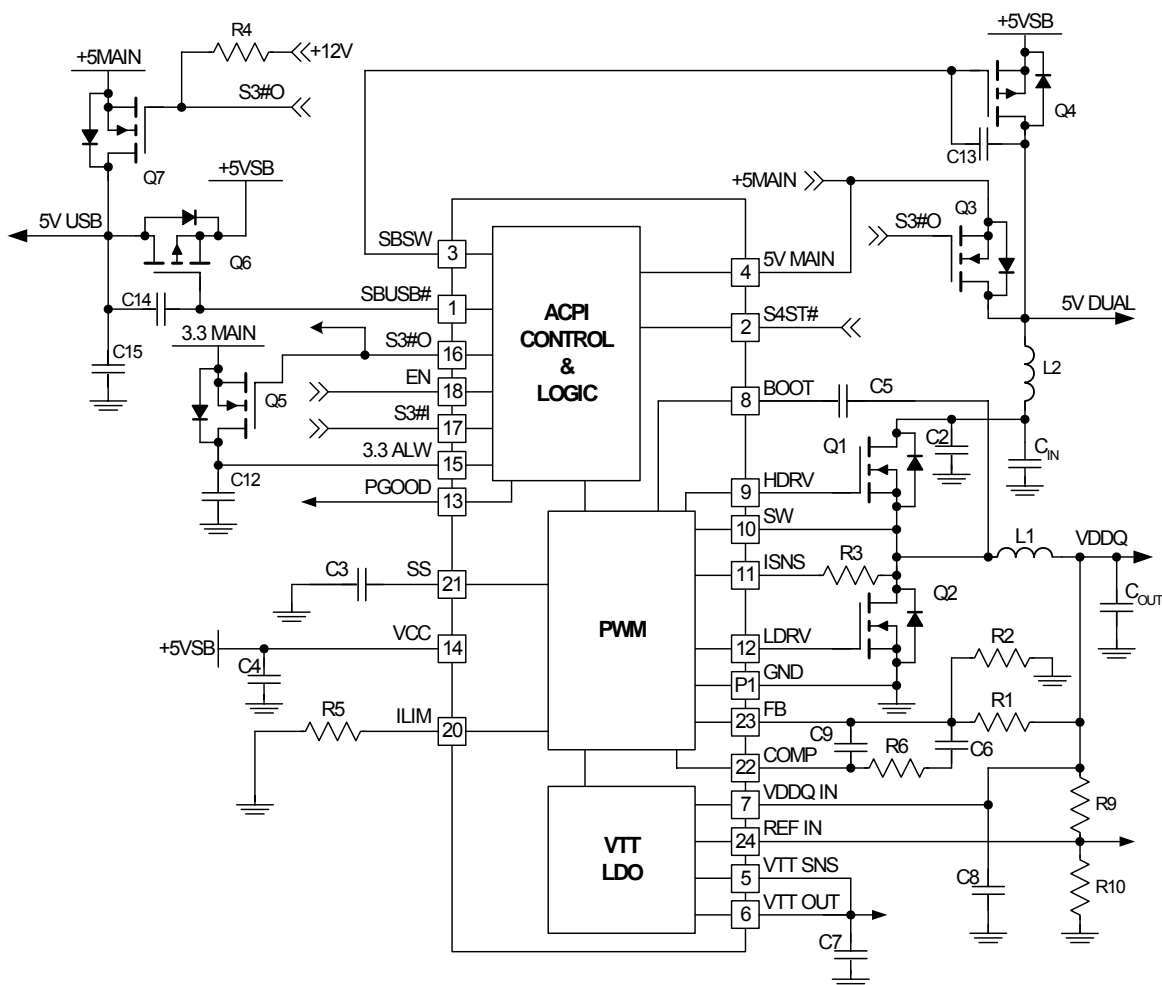 +5VSB
R4
+12V
+5MAIN
S3#O
Q7
Q4
C13
+5VSB
+5MAIN
Q3
S3#O
5V USB
Q6
SBSW
3
4
5V MAIN
C14
SBUSB#
1
ACPI
CONTROL
&
LOGIC
2
S4ST#
5V DUAL
3.3 MAIN
C15
S3#O
16
L2
Q5
EN
18
8
BOOT
C5
S3#I
17
Q1
C2
CIN
3.3 ALW
15
C12
PGOOD
13
9
HDRV
10
SW
L1
VDDQ
C3
SS
21
11
ISNS
R3
Q2
COUT
PWM
+5VSB
VCC
14
12
LDRV
R2
C4
P1
GND
R5
ILIM
20
23
FB
R1
C9
R6
C6
22
COMP
7
VDDQ IN
R9
VTT
LDO
24
REF IN
5
VTT SNS
C8
R10
6
VTT OUT
C7